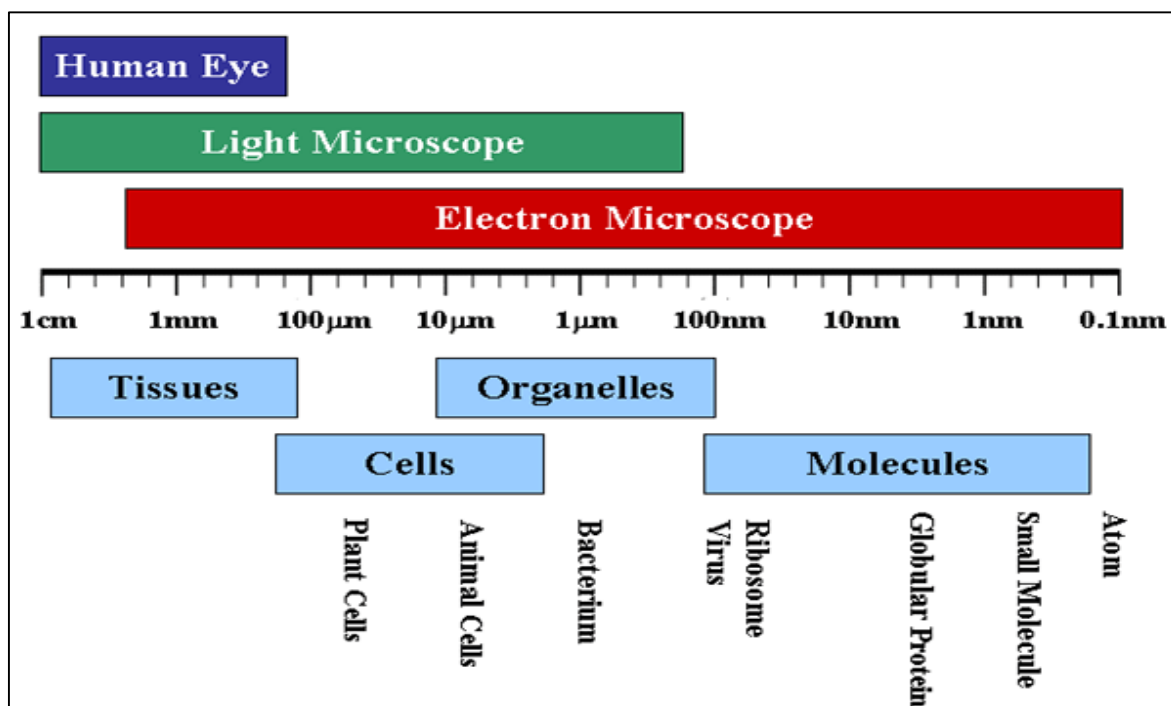 Human Eye
Light Microscope
Electron Microscope
1cm 1mm 100µm 10µm 1µm 100nm 10nm 1nm 0.1nm
Tissues Organelles
Cells Molecules
Plant Cells
Animal Cells
Bacterium
Virus
Ribosome
Globular Protein
Small Molecule
Atom